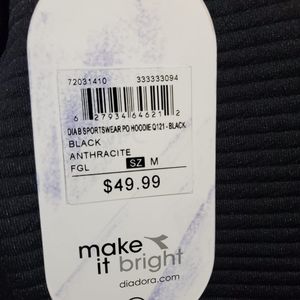 72031410 333333094
6 27934 64621 2
DIA B SPORTSWEAR PO HOODIE Q121 - BLACK
BLACK
ANTHRACITE
FGL SZ M
$49.99
make
it bright
diadora.com